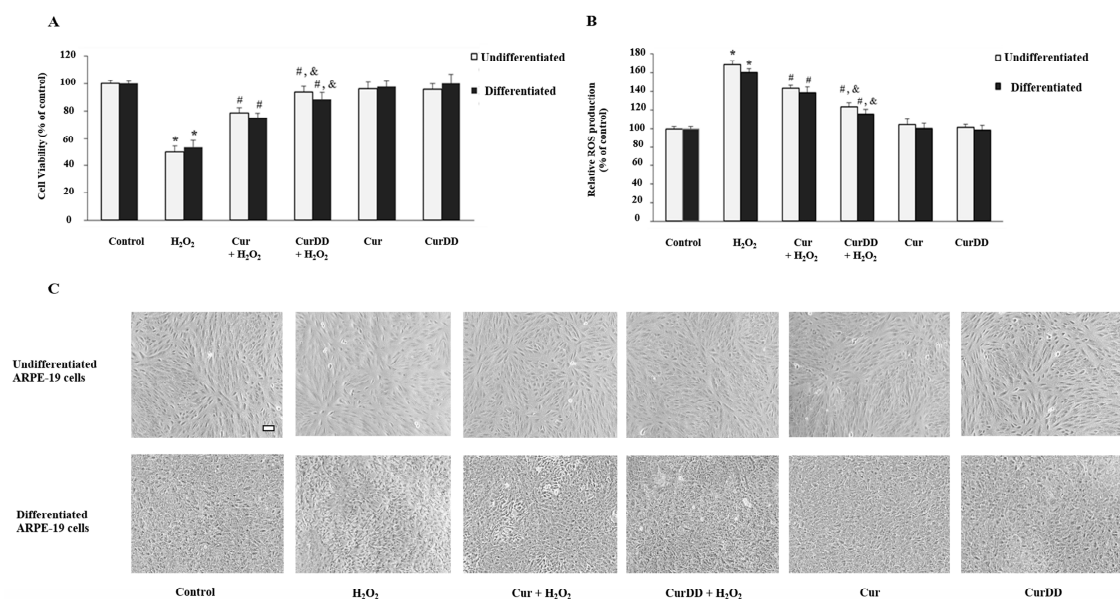 A
Cell Viability (% of control)
120
100
80
60
40
20
0
* *
# #
#, &
#, &
Undifferentiated
Differentiated
Control H₂O₂ Cur CurDD Cur CurDD
+ H₂O₂ + H₂O₂
B
Relative ROS production
(% of control)
180
160
140
120
100
80
60
40
20
0
*
*
# #
#, &
#, &
Undifferentiated
Differentiated
Control H₂O₂ Cur CurDD Cur CurDD
+ H₂O₂ + H₂O₂
C
Undifferentiated
ARPE-19 cells
Differentiated
ARPE-19 cells
Control H₂O₂ Cur + H₂O₂ CurDD + H₂O₂ Cur CurDD